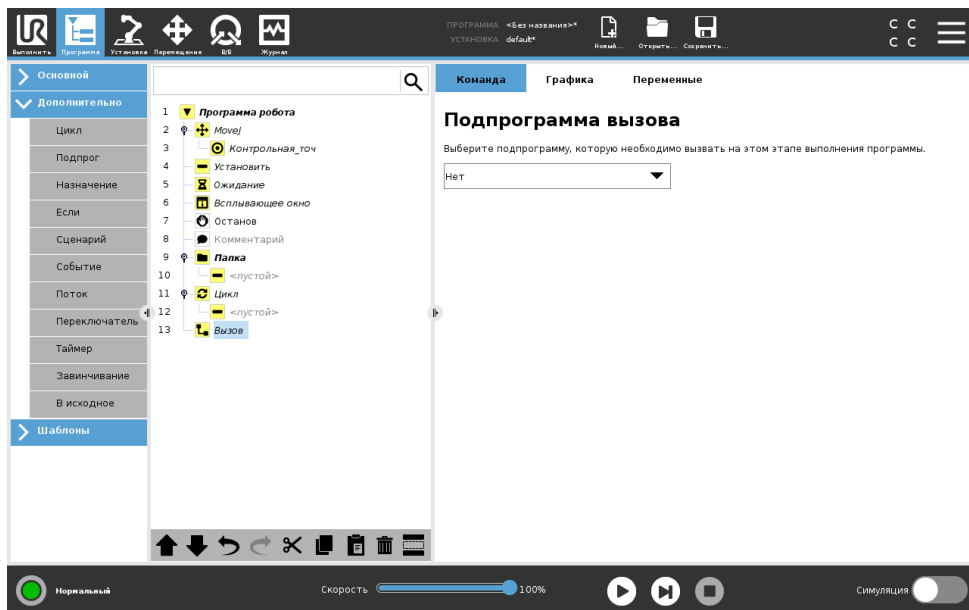 UR
Выполнить
Программа
Установка
Перемещение
В/В
Журнал
ПРОГРАММА <Без названия>*
УСТАНОВКА default*
Новый...
Открыть...
Сохранить...
C C
C C
Основной
Дополнительно
Цикл
Подпрог
Назначение
Если
Сценарий
Событие
Поток
Переключатель
Таймер
Завинчивание
В исходное
Шаблоны
1 Программа робота
2 MoveJ
3 Контрольная_точ
4 Установить
5 Ожидание
6 Всплывающее окно
7 Останов
8 Комментарий
9 Папка
10 <пустой>
11 Цикл
12 <пустой>
13 Вызов
Команда
Графика
Переменные
Подпрограмма вызова
Выберите подпрограмму, которую необходимо вызвать на этом этапе выполнения программы.
Нет
Нормальный
Скорость
100%
Симуляция